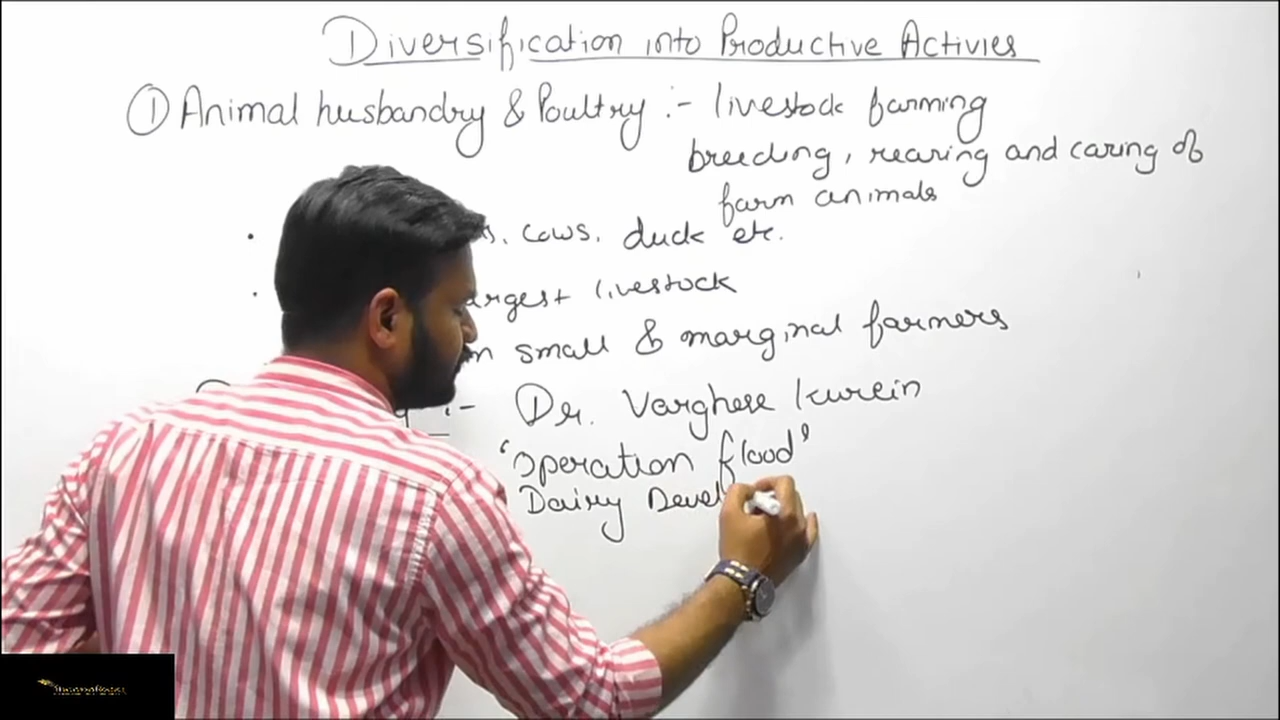 Diversification into Productive Activies
① Animal husbandry & Poultry :- livestock farming
breeding, rearing and caring of
farm animals
cows. duck etc.
livestock
small & marginal farmers
:- Dr. Varghese kurein
'operation flood'
Dairy Devel